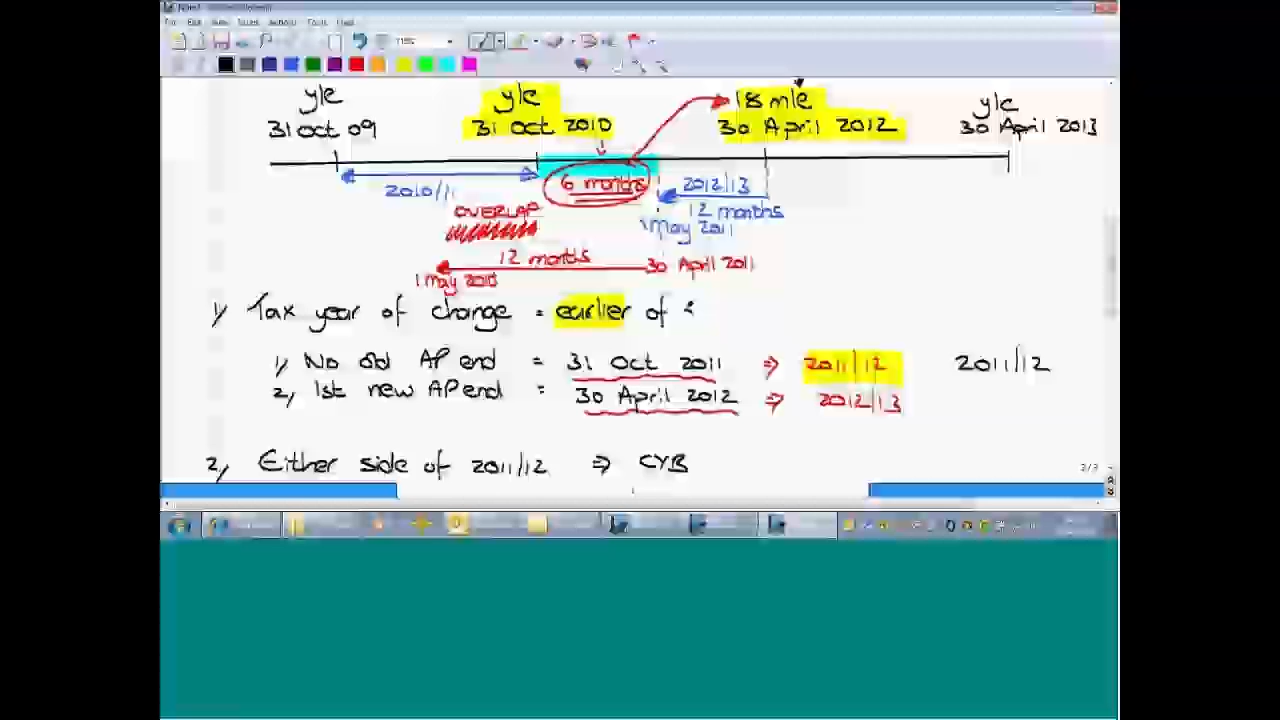 y/e y/e 18 m/e y/e
31 Oct 09 31 Oct 2010 30 April 2012 30 April 2013
2010/11 6 months 2012/13
OVERLAP 12 months
1 May 2011
12 months 30 April 2011
1 May 2010
1) Tax year of change = earlier of :
1) No old AP end = 31 Oct 2011 ⇒ 2011/12 2011/12
2) 1st new AP end = 30 April 2012 ⇒ 2012/13
2) Either side of 2011/12 ⇒ CYB
2/3